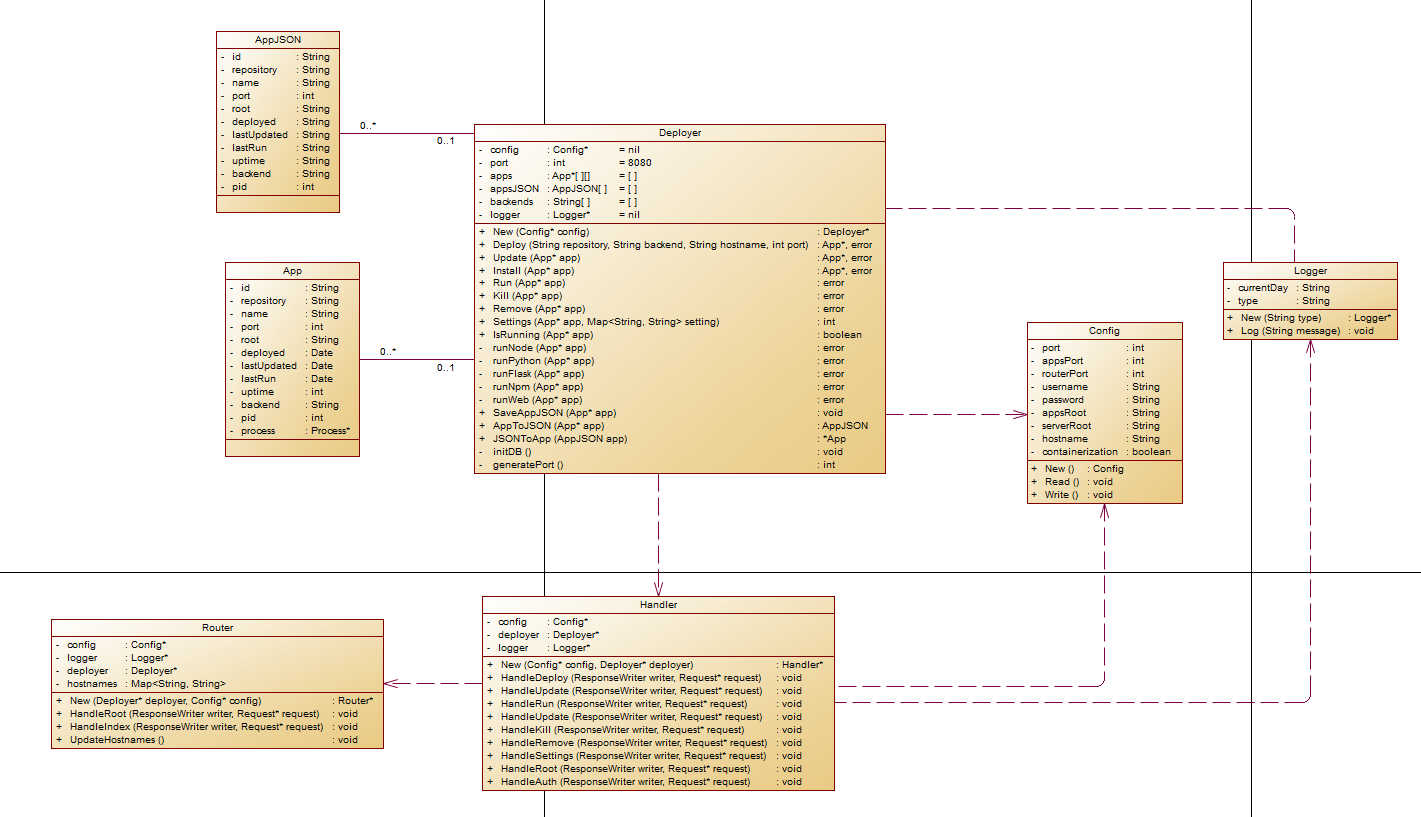 AppJSON
- id : String
- repository : String
- name : String
- port : int
- root : String
- deployed : String
- lastUpdated : String
- lastRun : String
- uptime : String
- backend : String
- pid : int
0..*
0..1
Deployer
- config : Config* = nil
- port : int = 8080
- apps : App*[ ][] = [ ]
- appsJSON : AppJSON[ ] = [ ]
- backends : String[ ] = [ ]
- logger : Logger* = nil
+ New (Config* config) : Deployer*
+ Deploy (String repository, String backend, String hostname, int port) : App*, error
+ Update (App* app) : App*, error
+ Install (App* app) : App*, error
+ Run (App* app) : error
+ Kill (App* app) : error
+ Remove (App* app) : error
+ Settings (App* app, Map<String, String> setting) : int
+ IsRunning (App* app) : boolean
- runNode (App* app) : error
- runPython (App* app) : error
- runFlask (App* app) : error
- runNpm (App* app) : error
- runWeb (App* app) : error
+ SaveAppJSON (App* app) : void
+ AppToJSON (App* app) : AppJSON
+ JSONToApp (AppJSON app) : *App
- initDB () : void
- generatePort () : int
App
- id : String
- repository : String
- name : String
- port : int
- root : String
- deployed : Date
- lastUpdated : Date
- lastRun : Date
- uptime : int
- backend : String
- pid : int
- process : Process*
0..*
0..1
Logger
- currentDay : String
- type : String
+ New (String type) : Logger*
+ Log (String message) : void
Config
- port : int
- appsPort : int
- routerPort : int
- username : String
- password : String
- appsRoot : String
- serverRoot : String
- hostname : String
- containerization : boolean
+ New () : Config
+ Read () : void
+ Write () : void
Router
- config : Config*
- logger : Logger*
- deployer : Deployer*
- hostnames : Map<String, String>
+ New (Deployer* deployer, Config* config) : Router*
+ HandleRoot (ResponseWriter writer, Request* request) : void
+ HandleIndex (ResponseWriter writer, Request* request) : void
+ UpdateHostnames () : void
Handler
- config : Config*
- deployer : Deployer*
- logger : Logger*
+ New (Config* config, Deployer* deployer) : Handler*
+ HandleDeploy (ResponseWriter writer, Request* request) : void
+ HandleUpdate (ResponseWriter writer, Request* request) : void
+ HandleRun (ResponseWriter writer, Request* request) : void
+ HandleUpdate (ResponseWriter writer, Request* request) : void
+ HandleKill (ResponseWriter writer, Request* request) : void
+ HandleRemove (ResponseWriter writer, Request* request) : void
+ HandleSettings (ResponseWriter writer, Request* request) : void
+ HandleRoot (ResponseWriter writer, Request* request) : void
+ HandleAuth (ResponseWriter writer, Request* request) : void